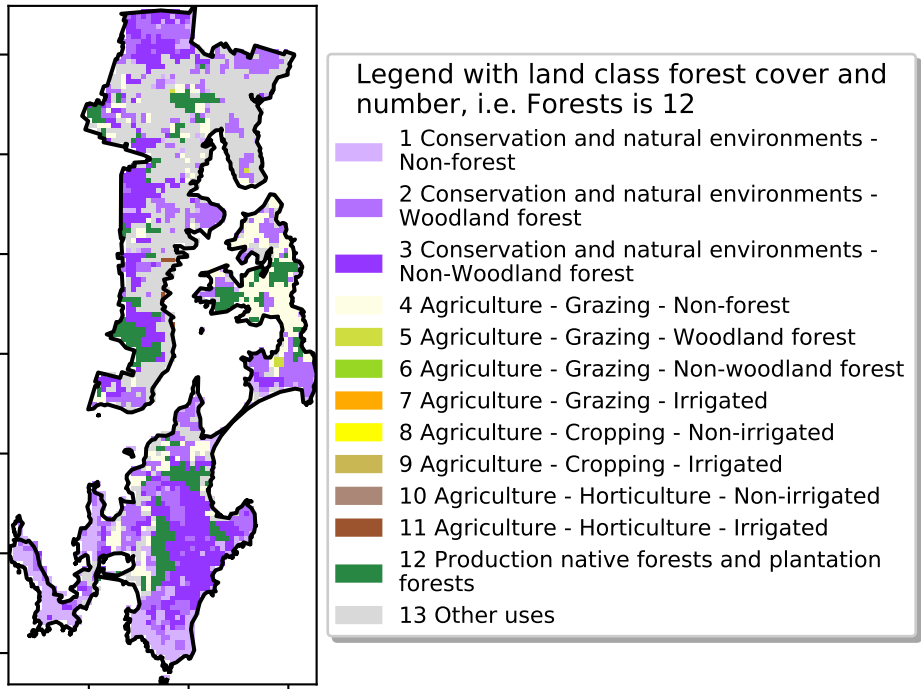 Legend with land class forest cover and
number, i.e. Forests is 12
1 Conservation and natural environments -
Non-forest
2 Conservation and natural environments -
Woodland forest
3 Conservation and natural environments -
Non-Woodland forest
4 Agriculture - Grazing - Non-forest
5 Agriculture - Grazing - Woodland forest
6 Agriculture - Grazing - Non-woodland forest
7 Agriculture - Grazing - Irrigated
8 Agriculture - Cropping - Non-irrigated
9 Agriculture - Cropping - Irrigated
10 Agriculture - Horticulture - Non-irrigated
11 Agriculture - Horticulture - Irrigated
12 Production native forests and plantation
forests
13 Other uses